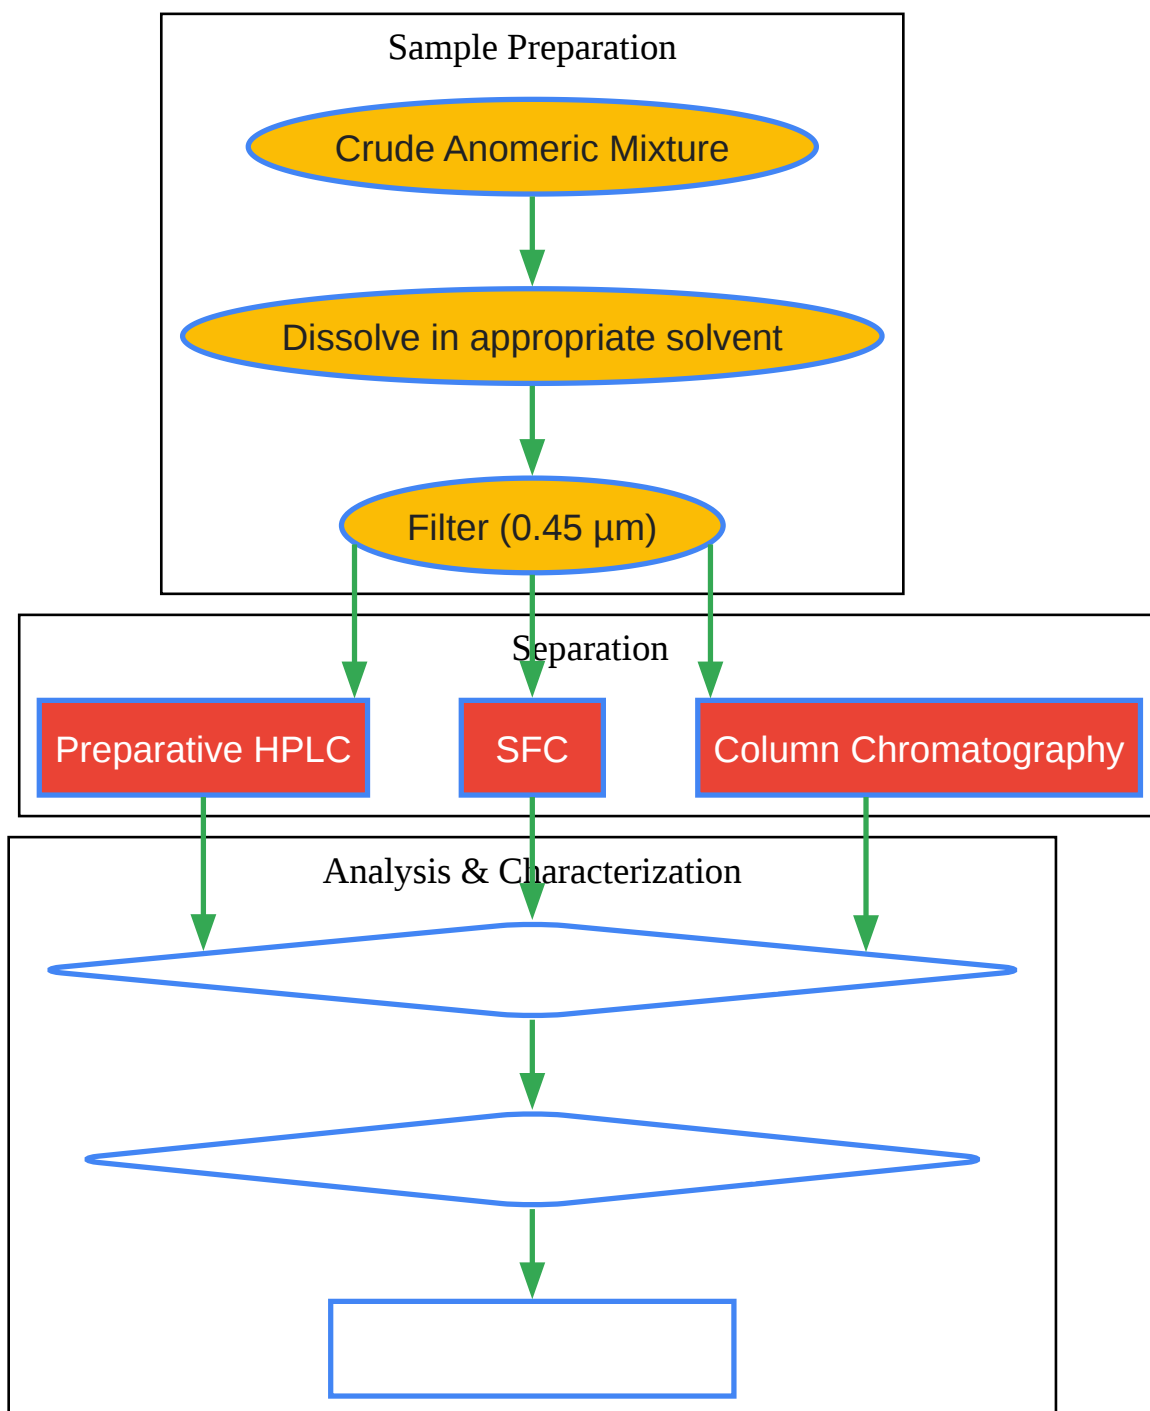 Sample Preparation
Crude Anomeric Mixture
Dissolve in appropriate solvent
Filter (0.45 µm)
Separation
Preparative HPLC
SFC
Column Chromatography
Analysis & Characterization